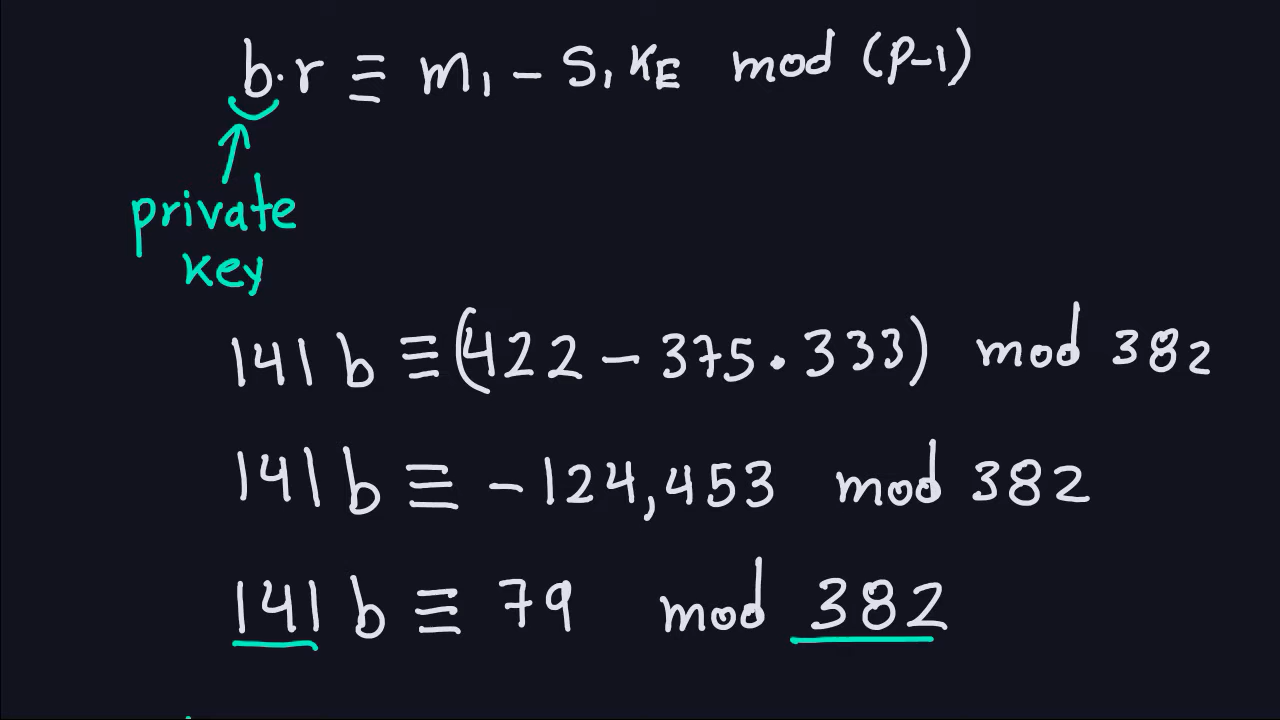 b·r ≡ m₁ − S₁ K_E mod (p−1)
private
key
141 b ≡ (422 − 375 · 333) mod 382
141 b ≡ −124,453 mod 382
141 b ≡ 79 mod 382